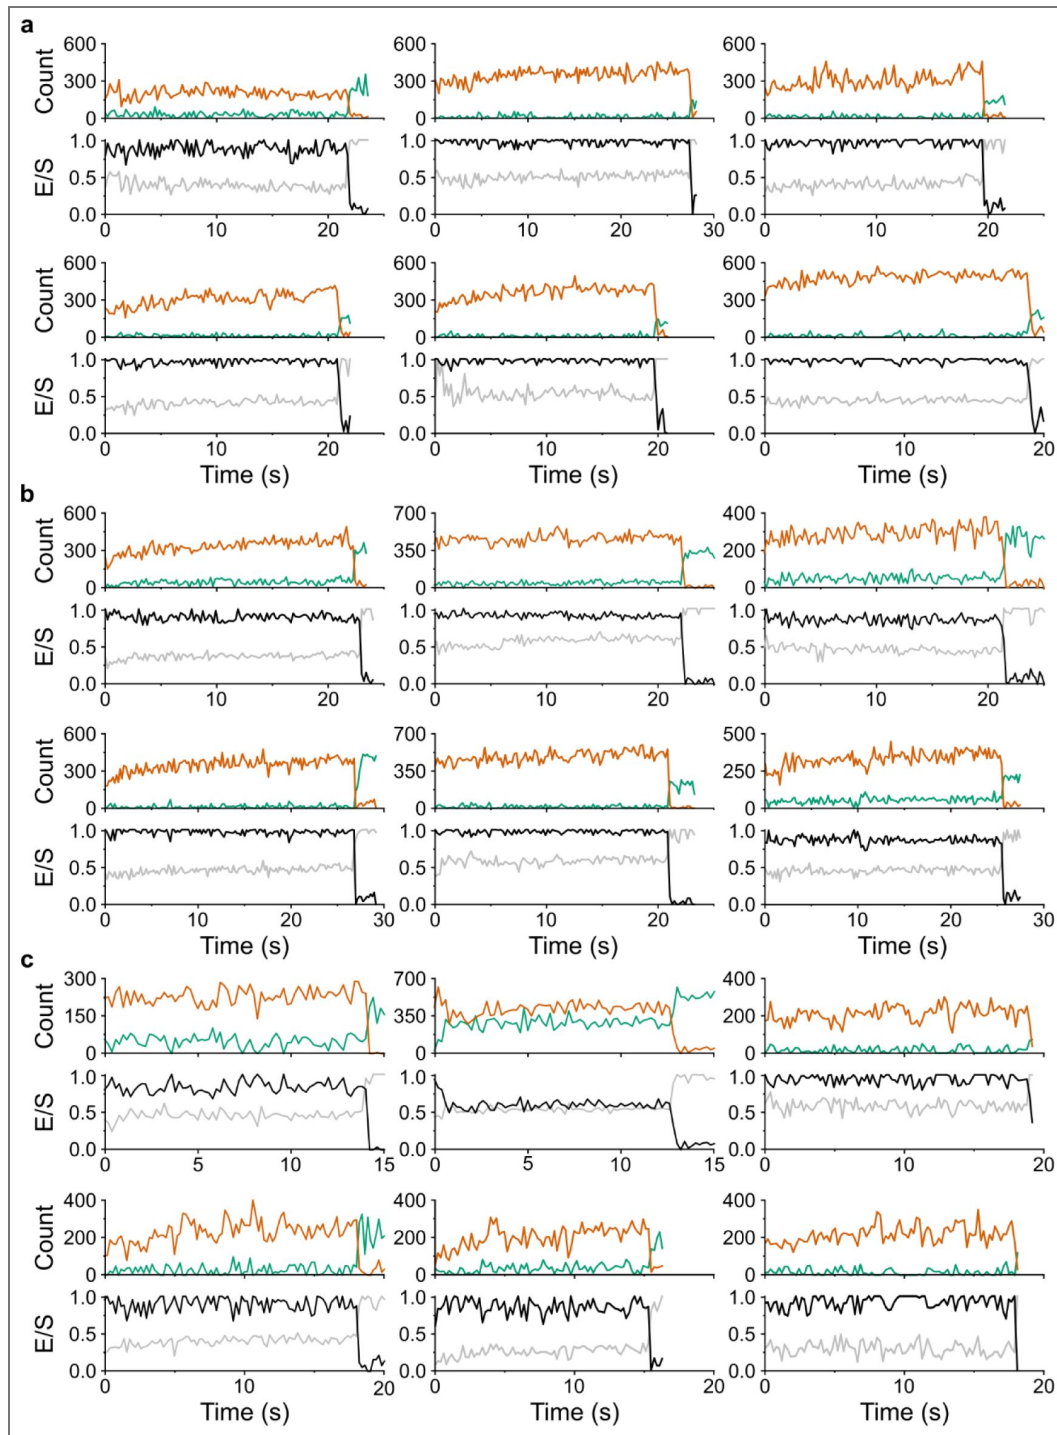 a
600 600 600
Count 300 300 300
0 0 0
1.0 1.0 1.0
E/S 0.5 0.5 0.5
0.0 0.0 0.0
0 10 20 0 10 20 30 0 10 20
600 600 600
Count 300 300 300
0 0 0
1.0 1.0 1.0
E/S 0.5 0.5 0.5
0.0 0.0 0.0
0 10 20 0 10 20 0 10 20
Time (s) Time (s) Time (s)
b
600 700 400
Count 300 350 200
0 0 0
1.0 1.0 1.0
E/S 0.5 0.5 0.5
0.0 0.0 0.0
0 10 20 0 10 20 0 10 20 30
600 700 500
Count 300 350 250
0 0 0
1.0 1.0 1.0
E/S 0.5 0.5 0.5
0.0 0.0 0.0
0 10 20 30 0 10 20 0 10 20 30
Time (s) Time (s) Time (s)
c
300 700 400
Count 150 350 200
0 0 0
1.0 1.0 1.0
E/S 0.5 0.5 0.5
0.0 0.0 0.0
0 5 10 15 0 5 10 15 0 10 20
400 400 400
Count 200 200 200
0 0 0
1.0 1.0 1.0
E/S 0.5 0.5 0.5
0.0 0.0 0.0
0 10 20 0 10 20 0 10 20
Time (s) Time (s) Time (s)